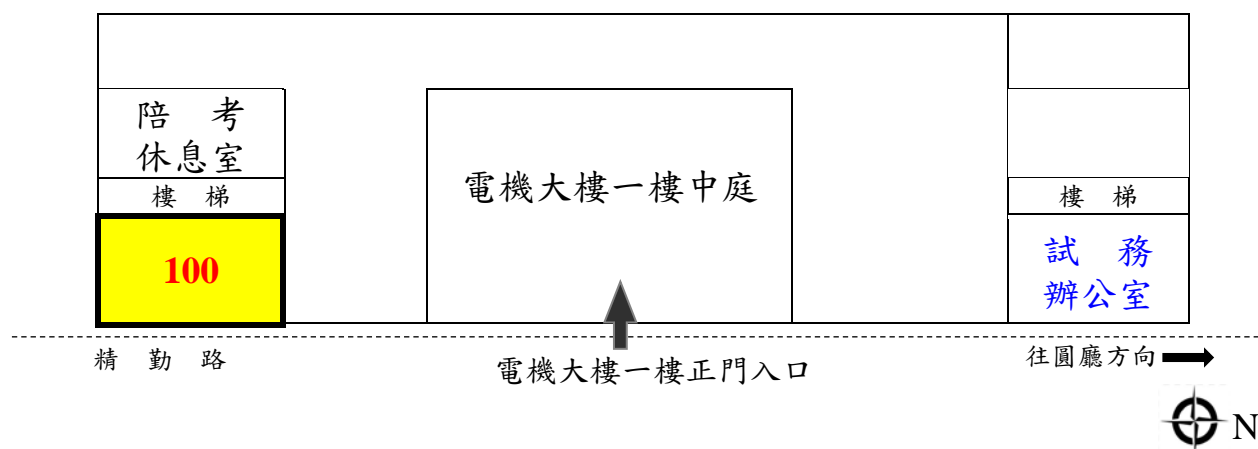 陪 考
休息室
樓 梯
100
電機大樓一樓中庭
樓 梯
試 務
辦公室
精 勤 路
電機大樓一樓正門入口
往圓廳方向
N